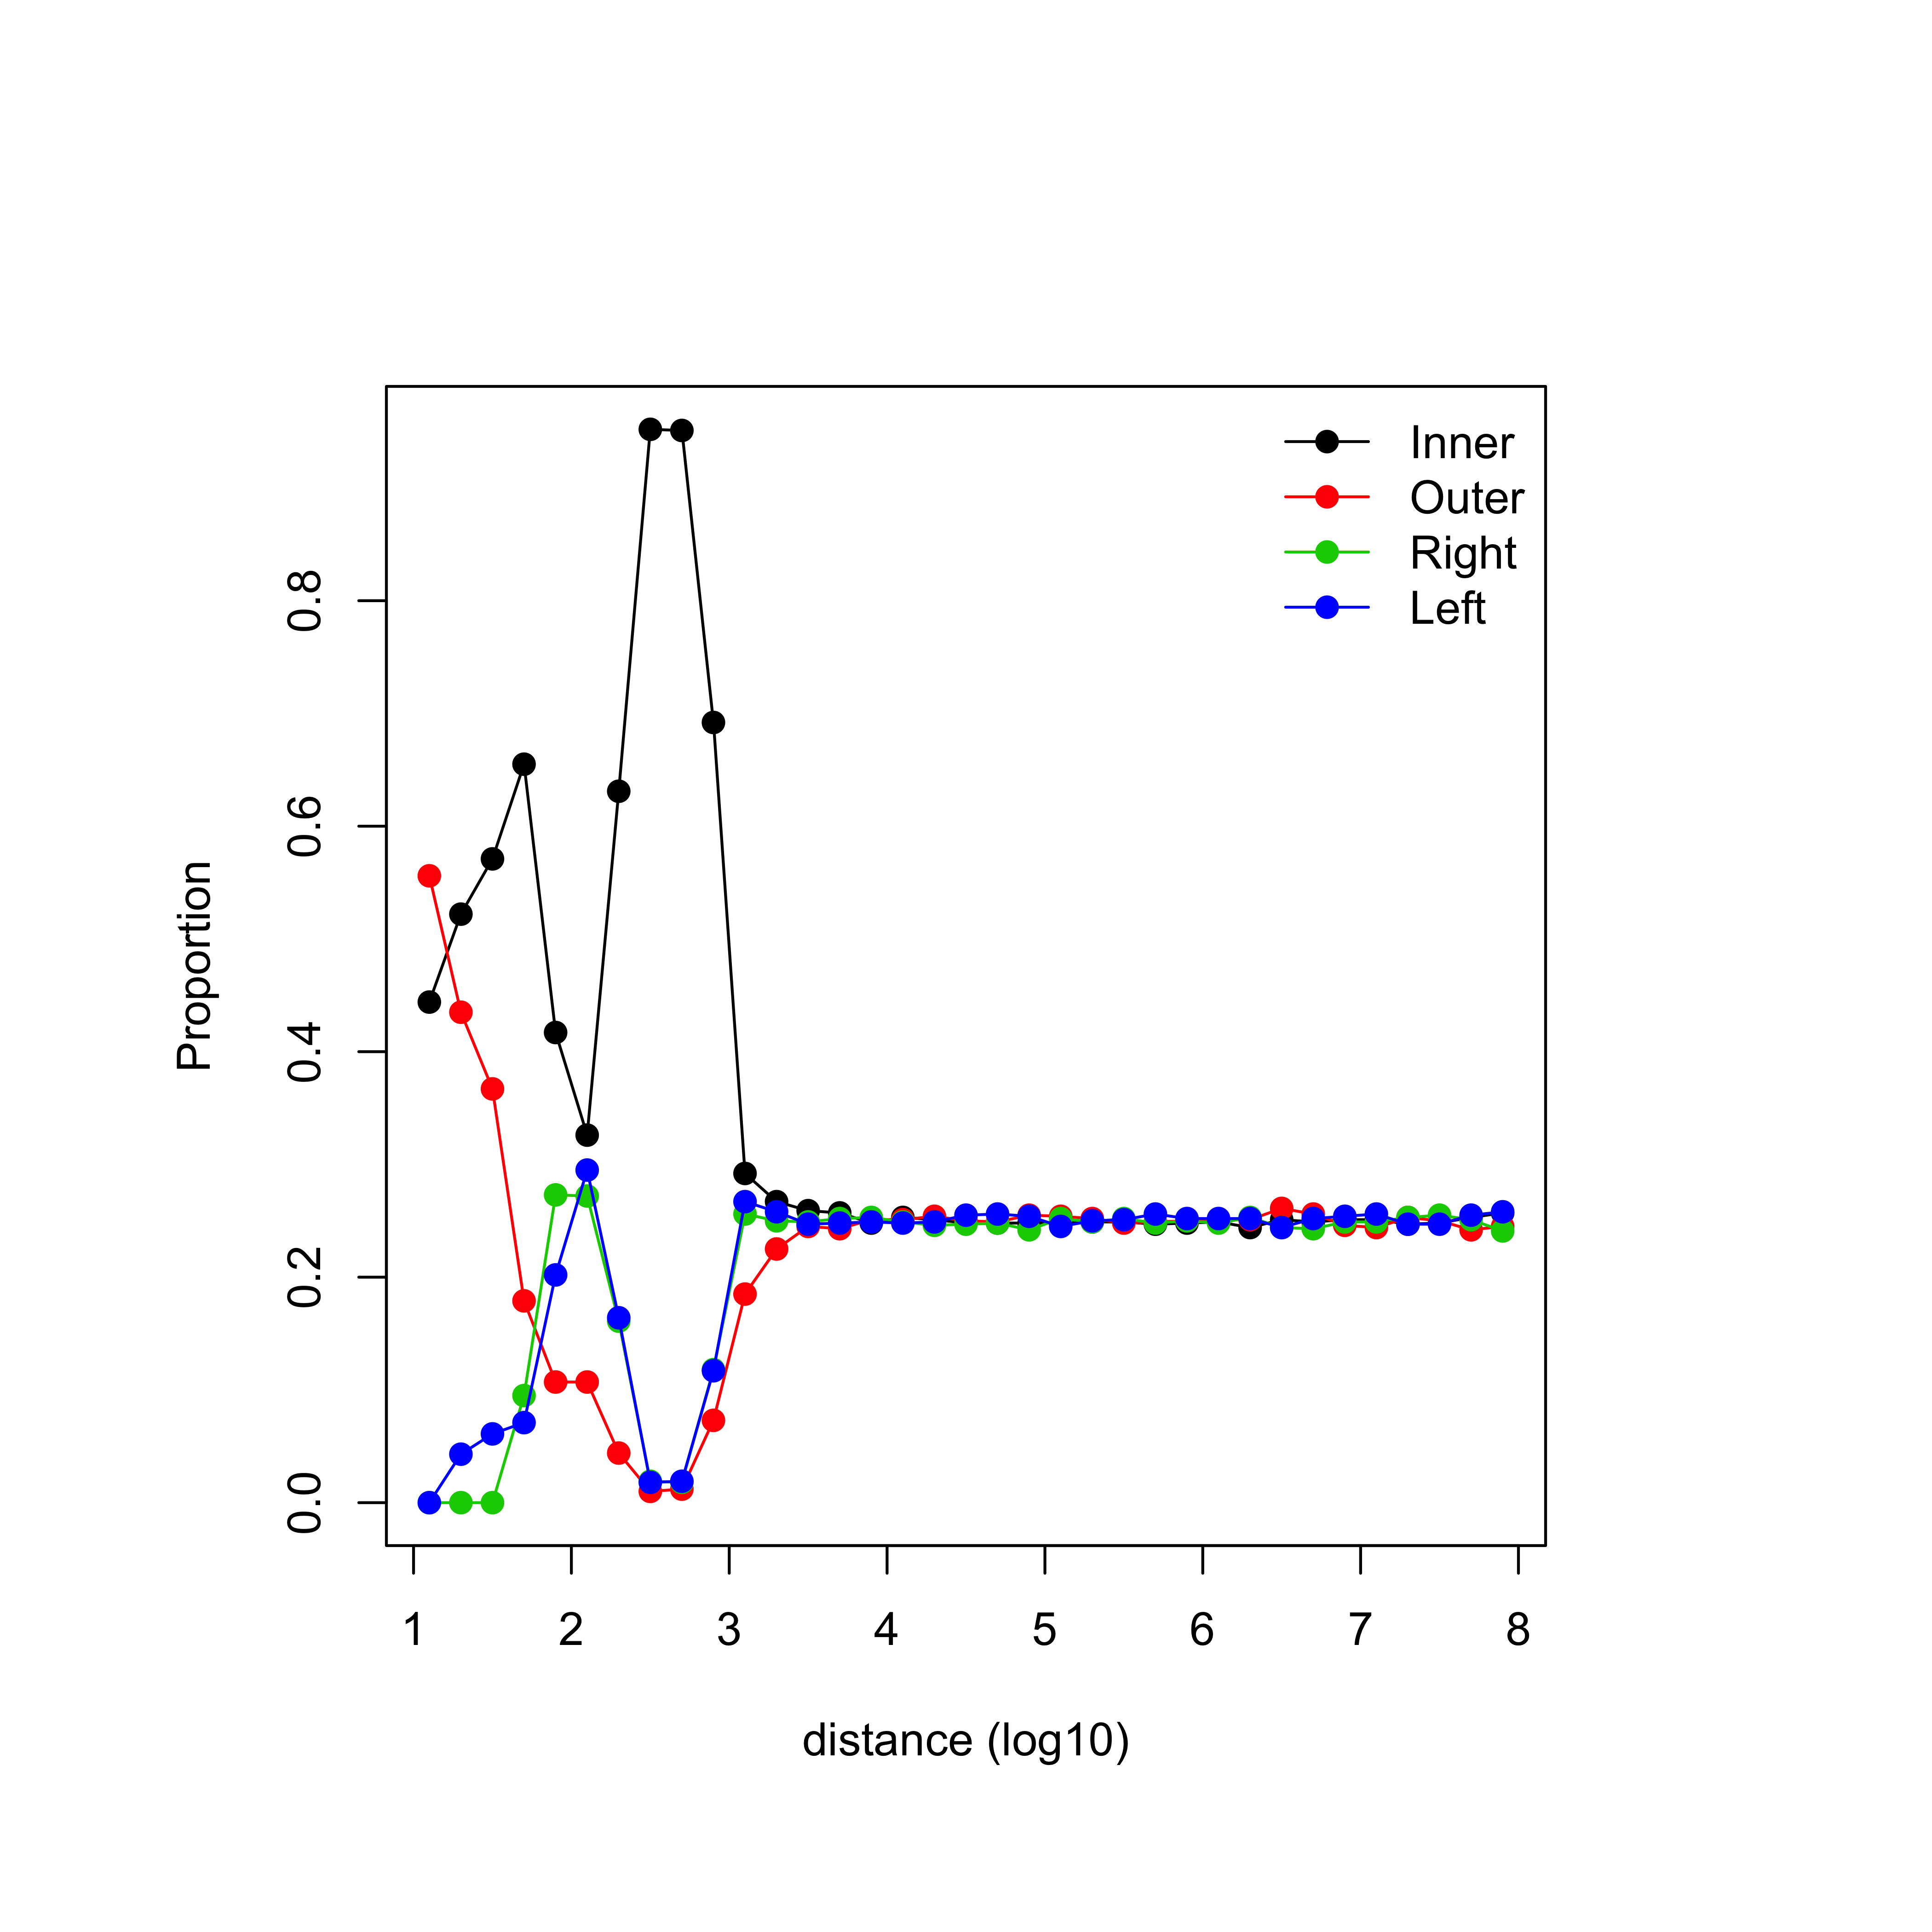 Inner
Outer
Right
Left
Proportion
0.8
0.6
0.4
0.2
0.0
1 2 3 4 5 6 7 8
distance (log10)